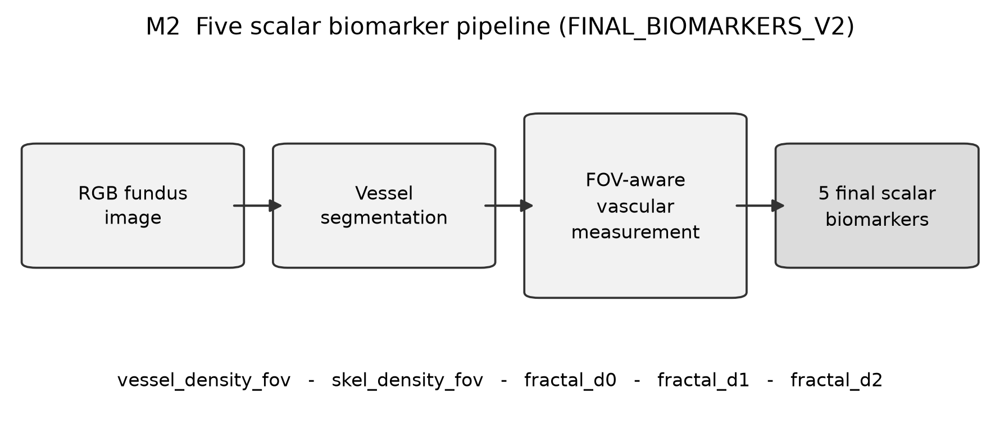 M2  Five scalar biomarker pipeline (FINAL_BIOMARKERS_V2)
RGB fundus
image
Vessel
segmentation
FOV-aware
vascular
measurement
5 final scalar
biomarkers
vessel_density_fov - skel_density_fov - fractal_d0 - fractal_d1 - fractal_d2